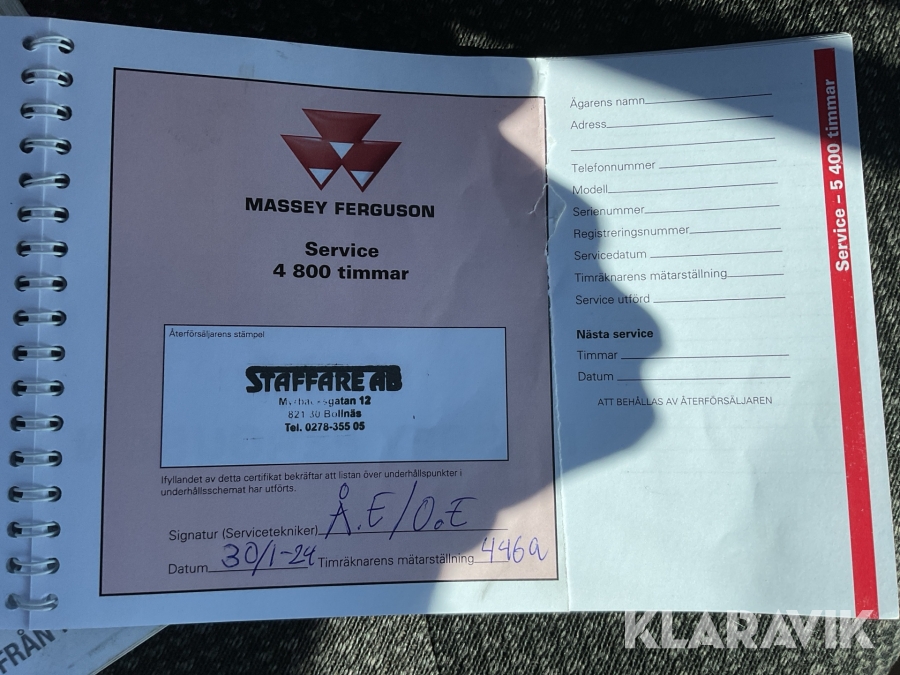 MASSEY FERGUSON
Service
4 800 timmar
Återförsäljarens stämpel
STAFFARE AB
12
Bollnäs
Tel. 0278-355 05
Ifyllandet av detta certifikat bekräftar att listan över underhållspunkter i
underhållsschemat har utförts.
Signatur (Servicetekniker) Å.E/O.E
Datum 30/1-24 Timräknarens mätarställning
Ägarens namn
Adress
Telefonnummer
Modell
Serienummer
Registreringsnummer
Servicedatum
Timräknarens mätarställning
Service utförd
Nästa service
Timmar
Datum
ATT BEHÅLLAS AV ÅTERFÖRSÄLJAREN
Service – 5 400 timmar
FRÅN
KLARAVIK